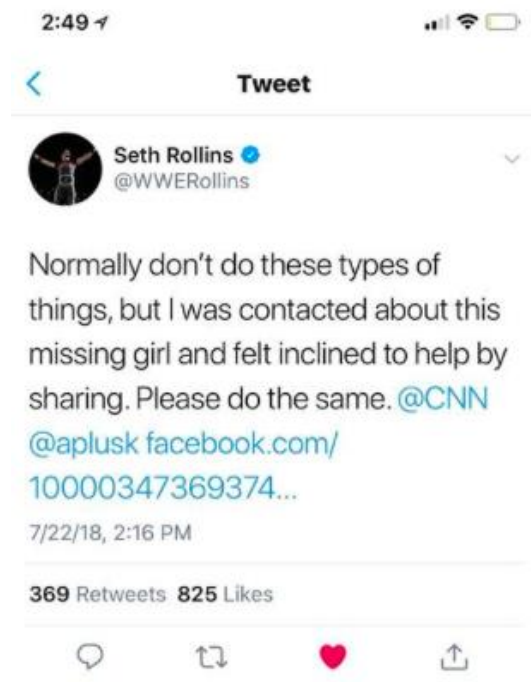 2:49
Tweet
Seth Rollins
@WWERollins
Normally don't do these types of
things, but I was contacted about this
missing girl and felt inclined to help by
sharing. Please do the same. @CNN
@aplusk facebook.com/
10000347369374...
7/22/18, 2:16 PM
369 Retweets 825 Likes